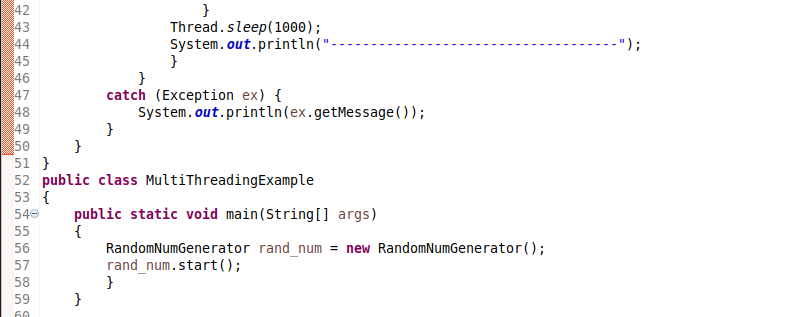 42                     }
43                 Thread.sleep(1000);
44                 System.out.println("------------------------------------");
45                 }
46             }
47         catch (Exception ex) {
48             System.out.println(ex.getMessage());
49         }
50     }
51 }
52 public class MultiThreadingExample
53 {
54     public static void main(String[] args)
55     {
56         RandomNumGenerator rand_num = new RandomNumGenerator();
57         rand_num.start();
58         }
59     }
60